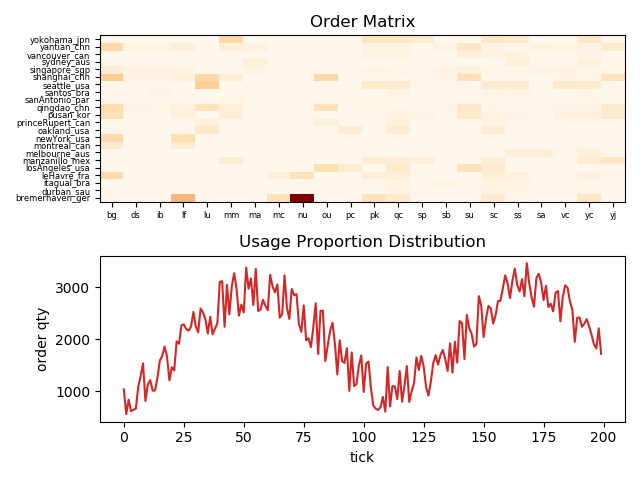 Order Matrix
yokohama_jpn
yantian_chn
vancouver_can
sydney_aus
singapore_sgp
shanghai_chn
seattle_usa
santos_bra
sanAntonio_par
qingdao_chn
pusan_kor
princeRupert_can
oakland_usa
newYork_usa
montreal_can
melbourne_aus
manzanillo_mex
losAngeles_usa
leHavre_fra
itagual_bra
durban_sau
bremerhaven_ger
bg ds ib lf lu mm ma mc nu ou pc pk qc sp sb su sc ss sa vc yc yj
Usage Proportion Distribution
order qty
3000
2000
1000
0 25 50 75 100 125 150 175 200
tick